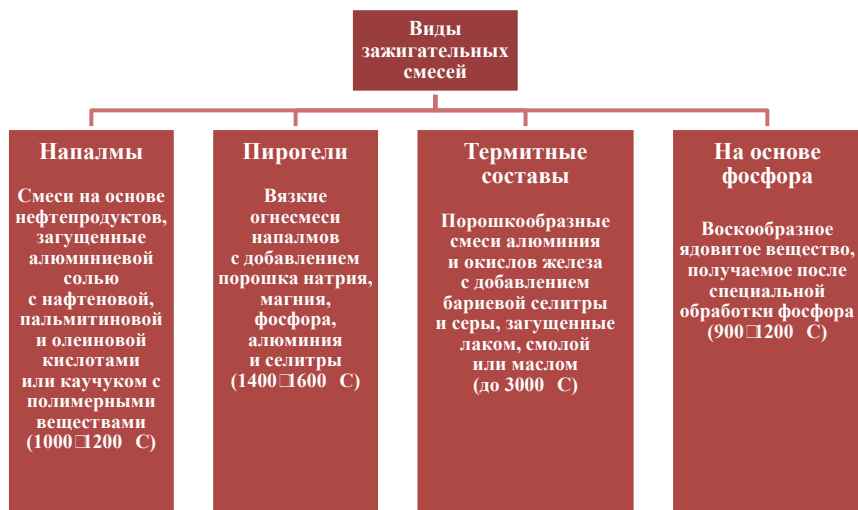 Виды
зажигательных
смесей
Напалмы
Смеси на основе
нефтепродуктов,
загущенные
алюминиевой
солью
с нафтеновой,
пальмитиновой
и олеиновой
кислотами
или каучуком с
полимерными
веществами
(1000□1200 С)
Пирогели
Вязкие
огнесмеси
напалмов
с добавлением
порошка натрия,
магния,
фосфора,
алюминия
и селитры
(1400□1600 С)
Термитные
составы
Порошкообразные
смеси алюминия
и окислов железа
с добавлением
бариевой селитры
и серы, загущенные
лаком, смолой
или маслом
(до 3000 С)
На основе
фосфора
Воскообразное
ядовитое вещество,
получаемое после
специальной
обработки фосфора
(900□1200 С)